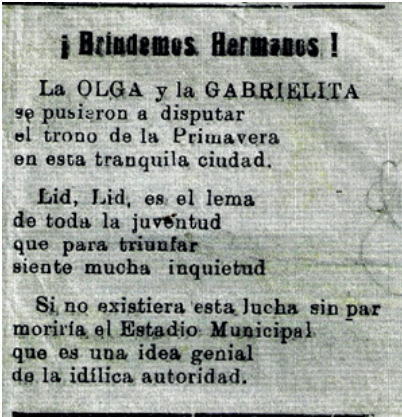 ¡ Brindemos Hermanos !
La OLGA y la GABRIELITA
se pusieron a disputar
el trono de la Primavera
en esta tranquila ciudad.
Lid, Lid, es el lema
de toda la juventud
que para triunfar
siente mucha inquietud
Si no existiera esta lucha sin par
moriría el Estadio Municipal
que es una idea genial
de la idílica autoridad.